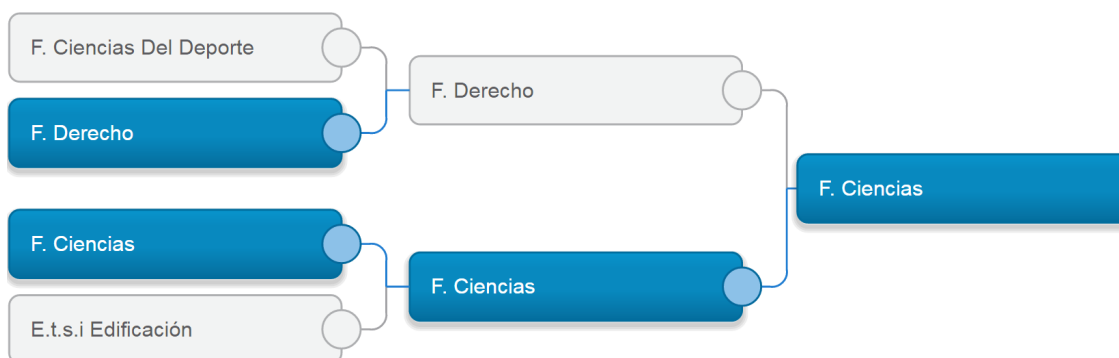 F. Ciencias Del Deporte
F. Derecho
F. Derecho
F. Ciencias
F. Ciencias
F. Ciencias
E.t.s.i Edificación